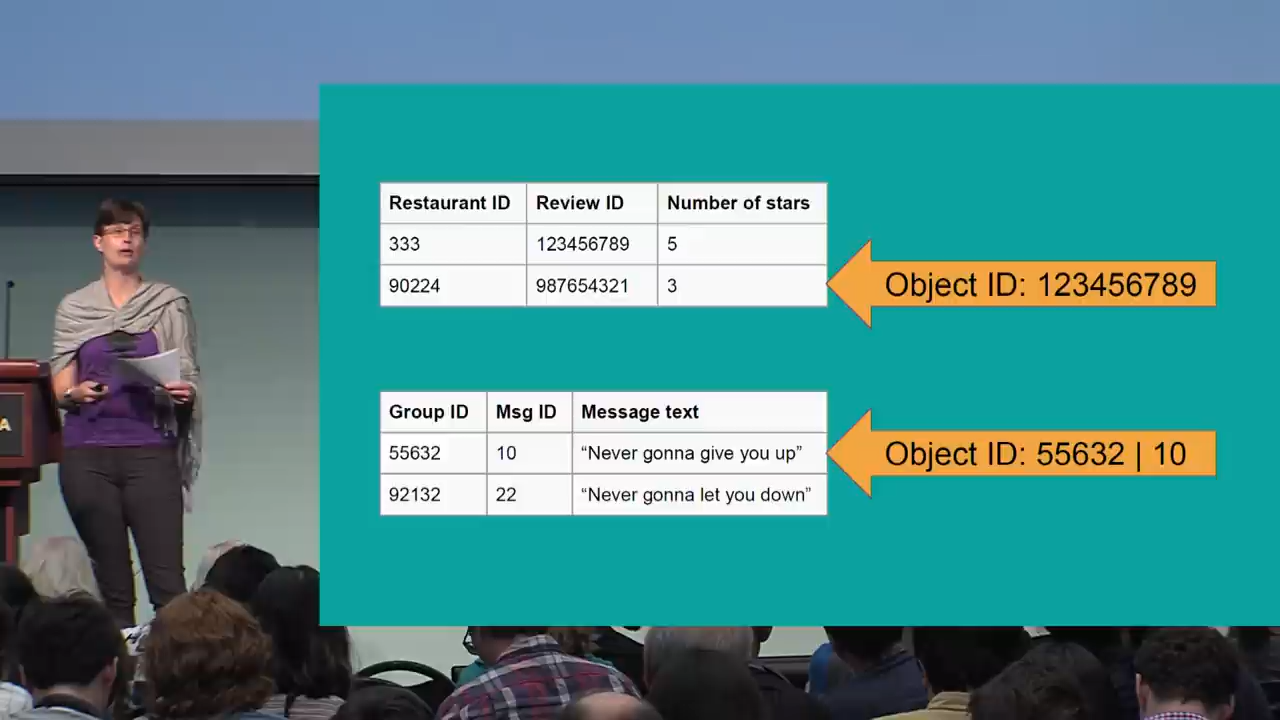 Restaurant ID Review ID Number of stars
333 123456789 5
90224 987654321 3
Object ID: 123456789
Group ID Msg ID Message text
55632 10 “Never gonna give you up”
92132 22 “Never gonna let you down”
Object ID: 55632 | 10
A